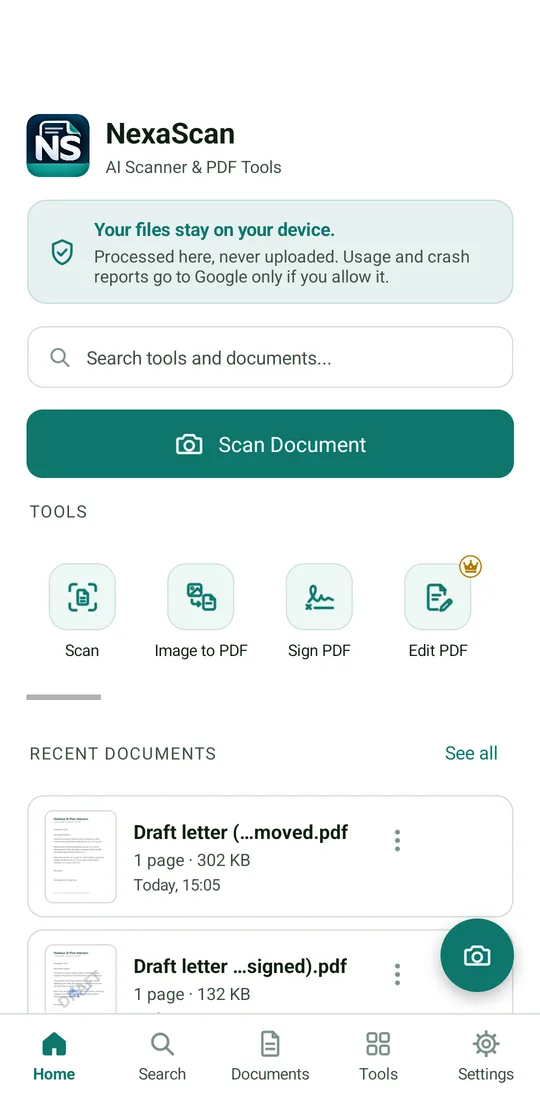 NS
NexaScan
AI Scanner & PDF Tools
Your files stay on your device.
Processed here, never uploaded. Usage and crash
reports go to Google only if you allow it.
Search tools and documents...
Scan Document
TOOLS
Scan
Image to PDF
Sign PDF
Edit PDF
RECENT DOCUMENTS
See all
Draft letter (...moved.pdf
1 page · 302 KB
Today, 15:05
DRAFT
Draft letter ...signed).pdf
1 page · 132 KB
Home
Search
Documents
Tools
Settings